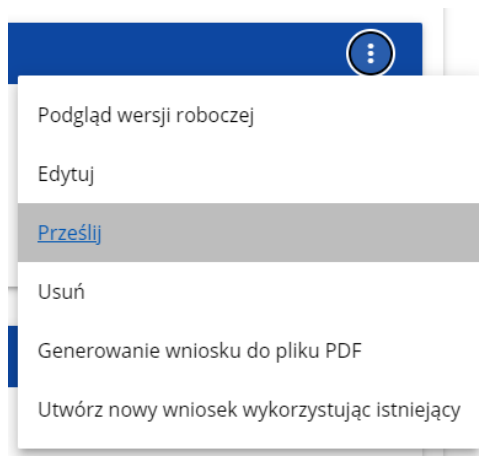 Podgląd wersji roboczej
Edytuj
Prześlij
Usuń
Generowanie wniosku do pliku PDF
Utwórz nowy wniosek wykorzystując istniejący